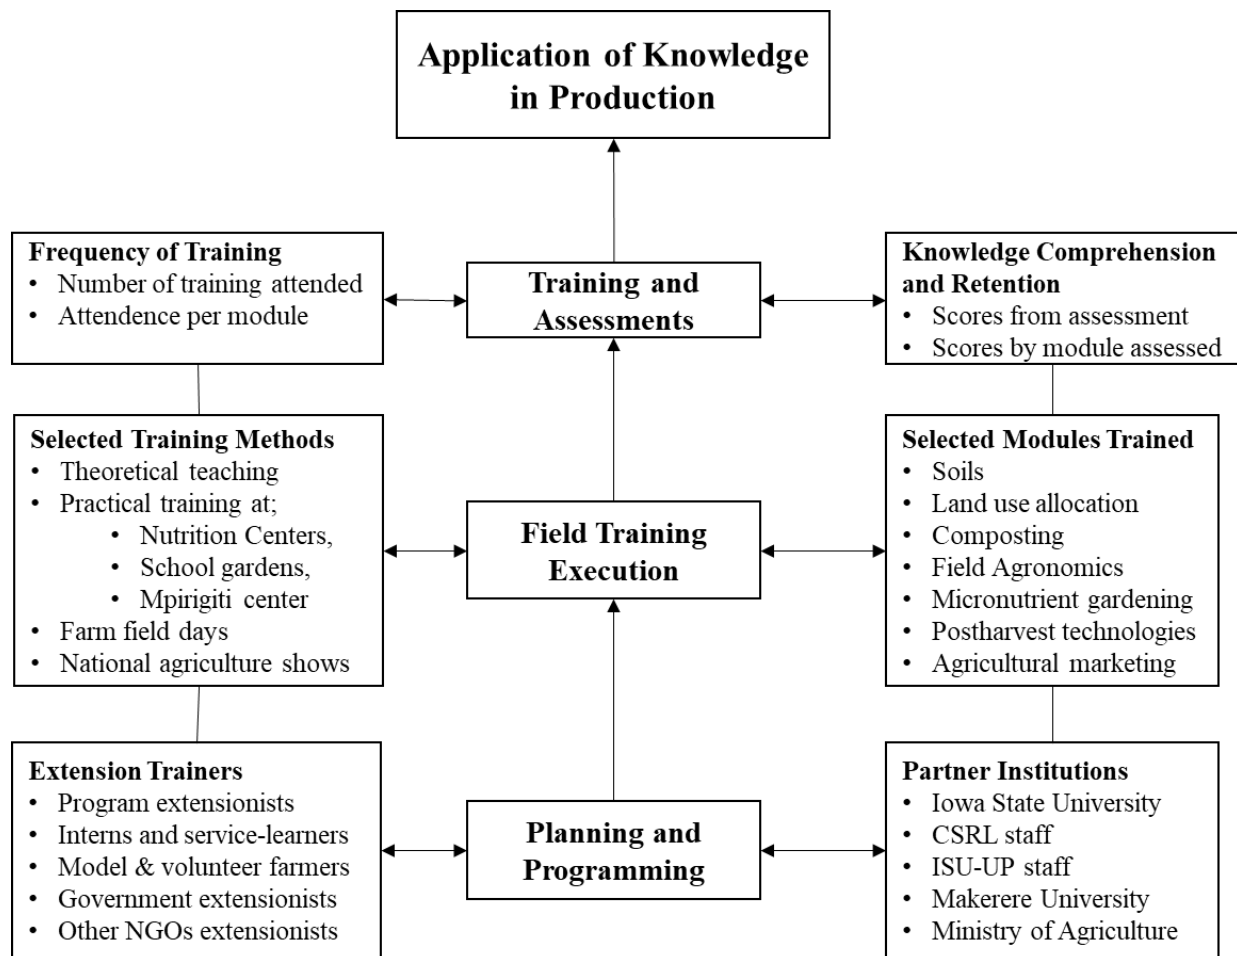 Application of Knowledge
in Production
Frequency of Training
• Number of training attended
• Attendence per module
Training and
Assessments
Knowledge Comprehension
and Retention
• Scores from assessment
• Scores by module assessed
Selected Training Methods
• Theoretical teaching
• Practical training at;
• Nutrition Centers,
• School gardens,
• Mpirigiti center
• Farm field days
• National agriculture shows
Field Training
Execution
Selected Modules Trained
• Soils
• Land use allocation
• Composting
• Field Agronomics
• Micronutrient gardening
• Postharvest technologies
• Agricultural marketing
Extension Trainers
• Program extensionists
• Interns and service-learners
• Model & volunteer farmers
• Government extensionists
• Other NGOs extensionists
Planning and
Programming
Partner Institutions
• Iowa State University
• CSRL staff
• ISU-UP staff
• Makerere University
• Ministry of Agriculture